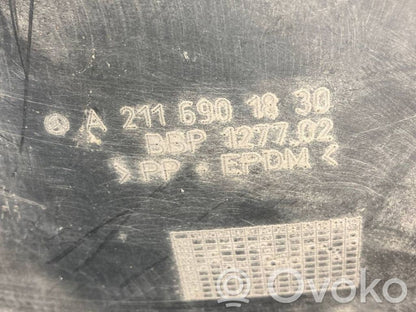 A 211 690 18 30
BBP 1277.02
>PP + EPDM<
Ovoko